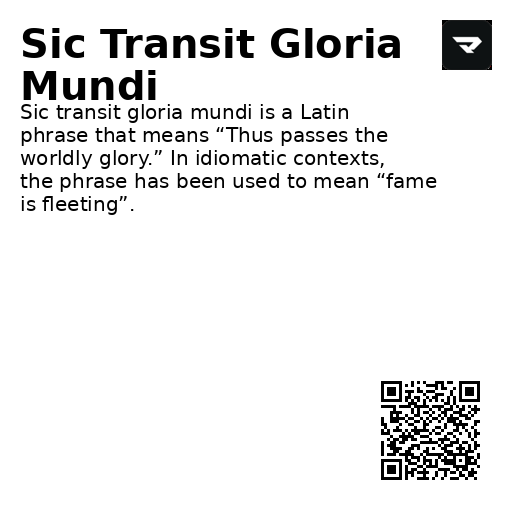 Sic Transit Gloria
Mundi
Sic transit gloria mundi is a Latin
phrase that means “Thus passes the
worldly glory.” In idiomatic contexts,
the phrase has been used to mean “fame
is fleeting”.